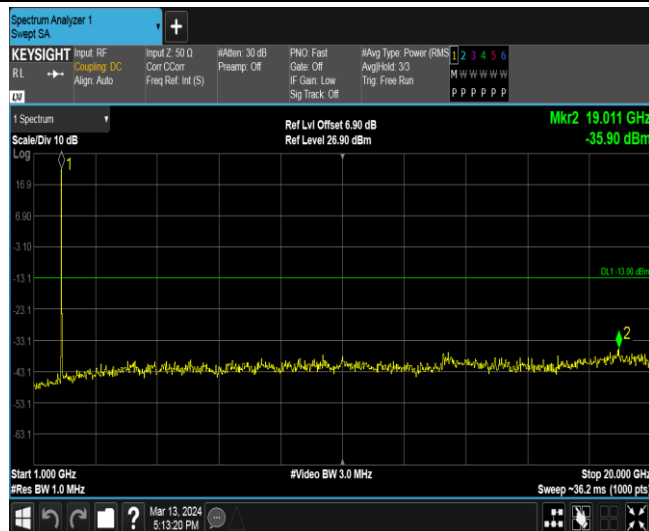 Spectrum Analyzer 1
Swept SA
+
KEYSIGHT
RL
Input: RF
Coupling: DC
Align: Auto
Input Z: 50 Ω
Corr CCorr
Freq Ref: Int (S)
#Atten: 30 dB
Preamp: Off
PNO: Fast
Gate: Off
IF Gain: Low
Sig Track: Off
#Avg Type: Power (RMS
Avg|Hold: 3/3
Trig: Free Run
1 2 3 4 5 6
M W W W W W
P P P P P P
1 Spectrum
Scale/Div 10 dB
Log
Ref Lvl Offset 6.90 dB
Ref Level 26.90 dBm
Mkr2 19.011 GHz
-35.90 dBm
1
16.9
6.90
-3.10
-13.1
DL1 -13.00 dBm
-23.1
-33.1
2
-43.1
-53.1
-63.1
Start 1.000 GHz
#Res BW 1.0 MHz
#Video BW 3.0 MHz
Stop 20.000 GHz
Sweep ~36.2 ms (1000 pts)
?
Mar 13, 2024
5:13:20 PM